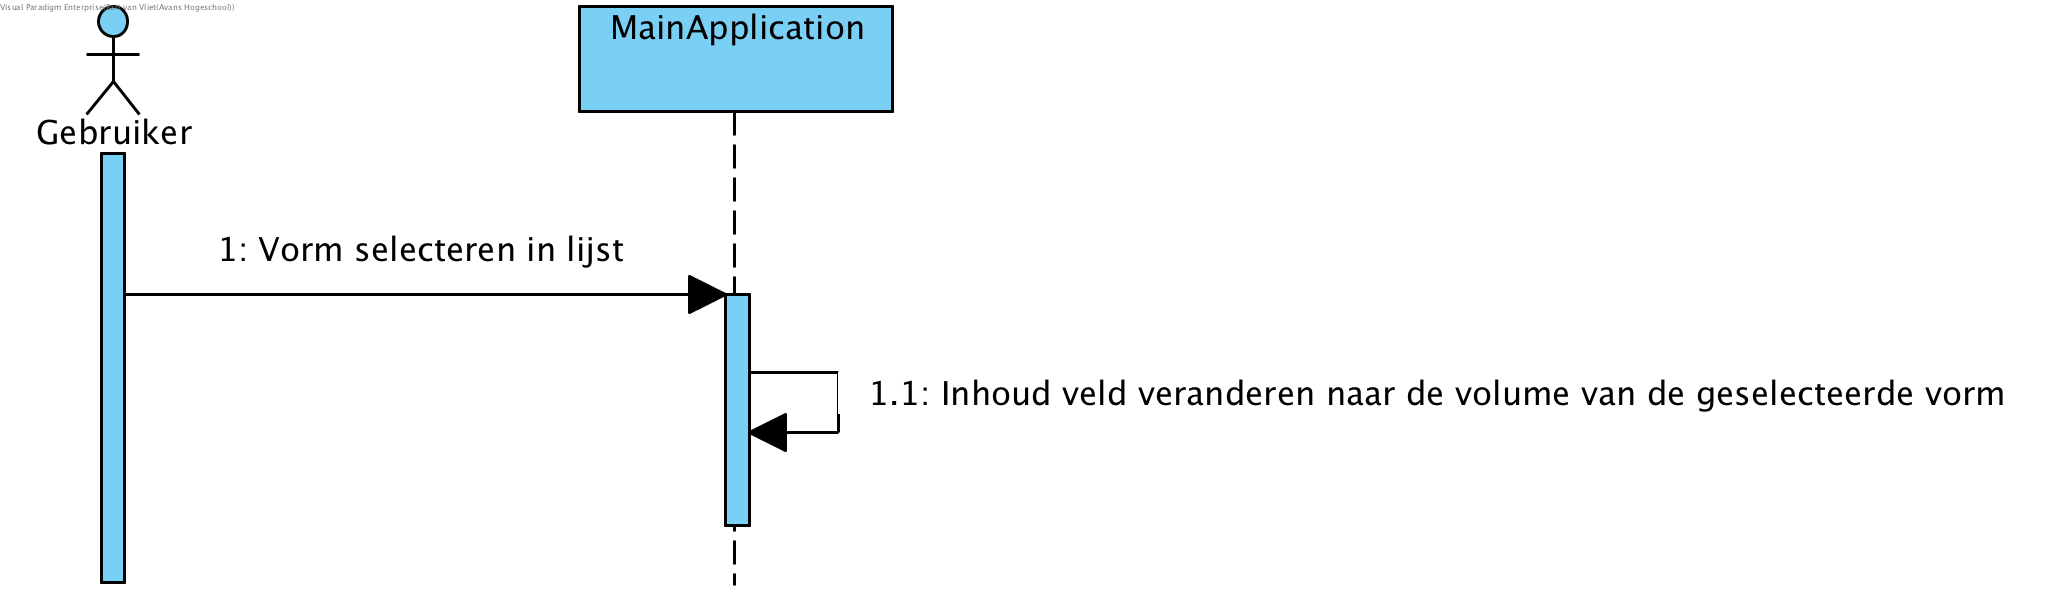 Visual Paradigm Enterprise( van Vliet(Avans Hogeschool))
MainApplication
Gebruiker
1: Vorm selecteren in lijst
1.1: Inhoud veld veranderen naar de volume van de geselecteerde vorm